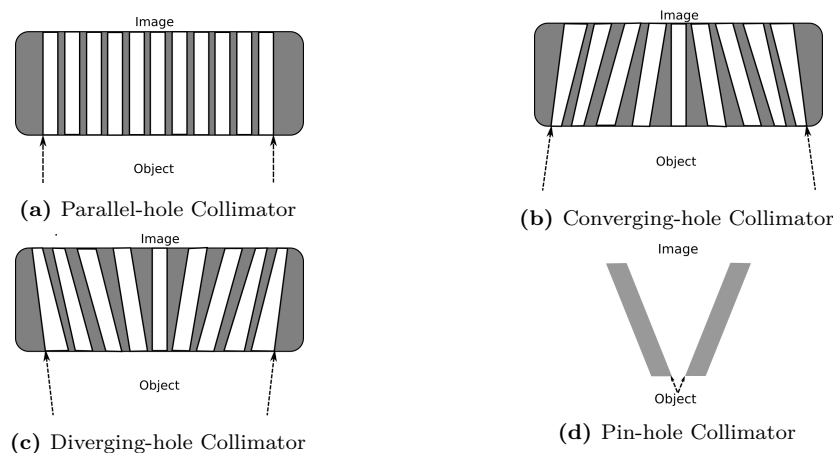 Image
Object
(a) Parallel-hole Collimator
Image
Object
(b) Converging-hole Collimator
Image
Object
(c) Diverging-hole Collimator
Image
Object
(d) Pin-hole Collimator